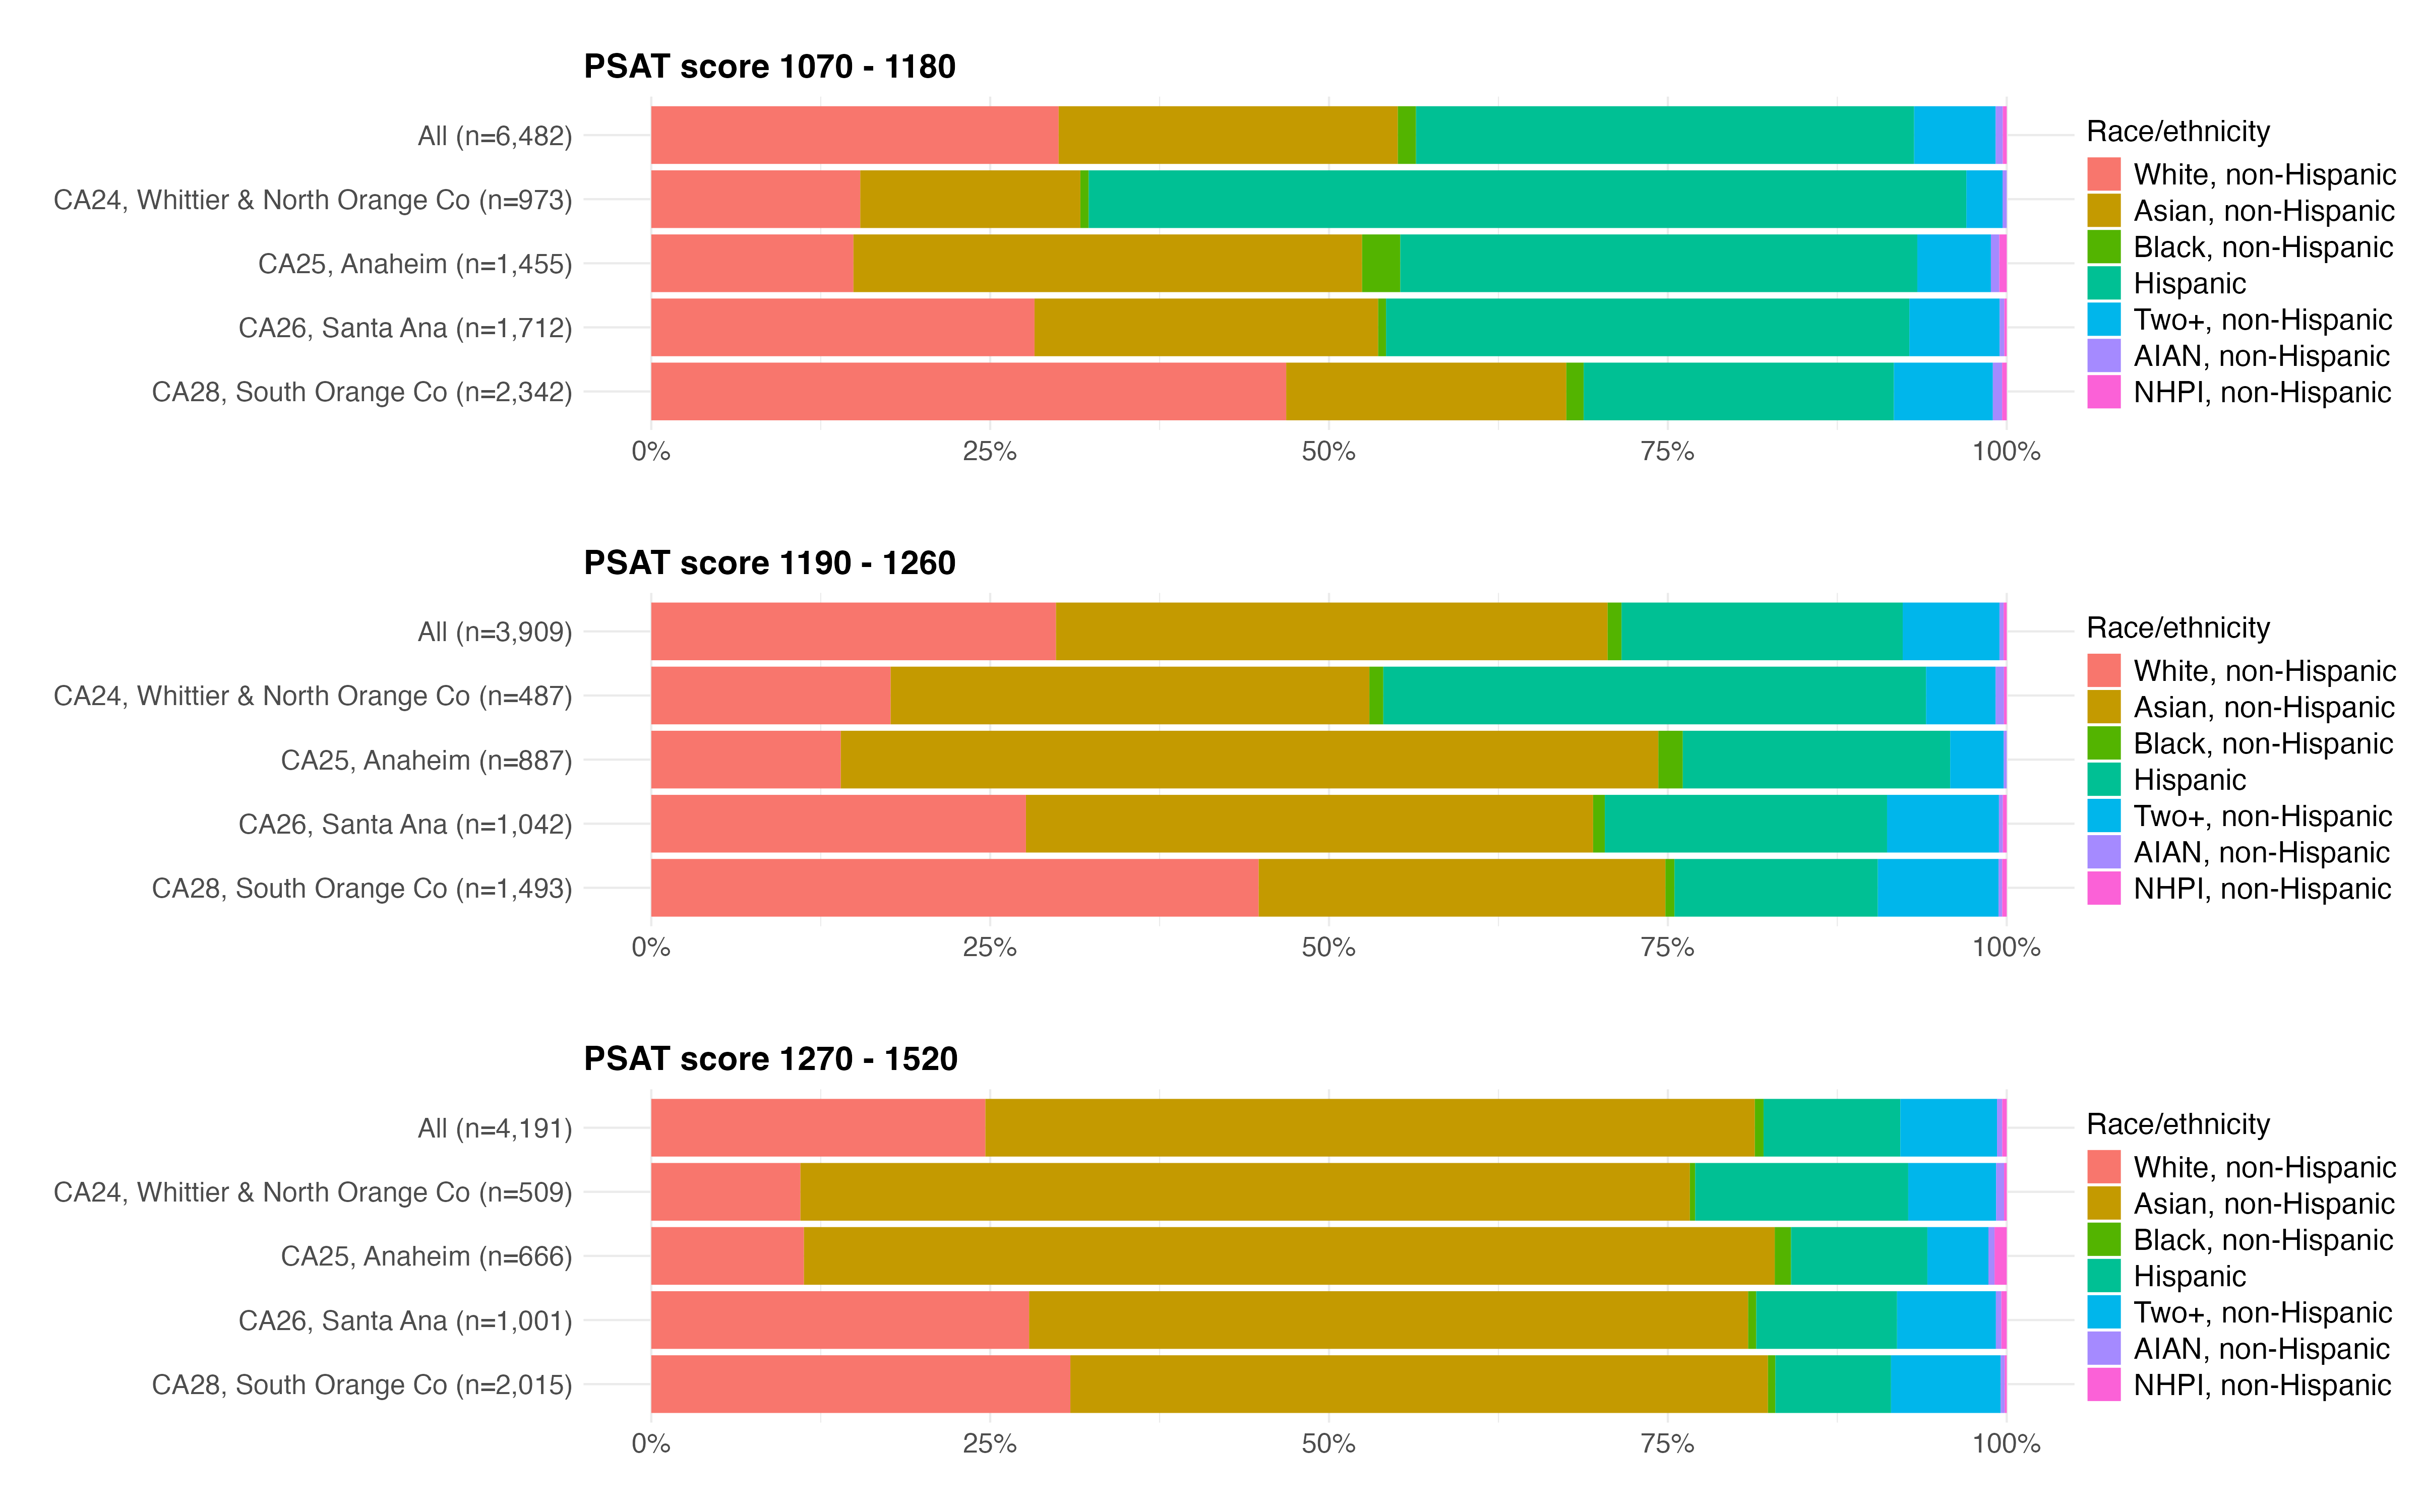 PSAT score 1070 - 1180
All (n=6,482)
CA24, Whittier & North Orange Co (n=973)
CA25, Anaheim (n=1,455)
CA26, Santa Ana (n=1,712)
CA28, South Orange Co (n=2,342)
0% 25% 50% 75% 100%
Race/ethnicity
White, non-Hispanic
Asian, non-Hispanic
Black, non-Hispanic
Hispanic
Two+, non-Hispanic
AIAN, non-Hispanic
NHPI, non-Hispanic
PSAT score 1190 - 1260
All (n=3,909)
CA24, Whittier & North Orange Co (n=487)
CA25, Anaheim (n=887)
CA26, Santa Ana (n=1,042)
CA28, South Orange Co (n=1,493)
0% 25% 50% 75% 100%
Race/ethnicity
White, non-Hispanic
Asian, non-Hispanic
Black, non-Hispanic
Hispanic
Two+, non-Hispanic
AIAN, non-Hispanic
NHPI, non-Hispanic
PSAT score 1270 - 1520
All (n=4,191)
CA24, Whittier & North Orange Co (n=509)
CA25, Anaheim (n=666)
CA26, Santa Ana (n=1,001)
CA28, South Orange Co (n=2,015)
0% 25% 50% 75% 100%
Race/ethnicity
White, non-Hispanic
Asian, non-Hispanic
Black, non-Hispanic
Hispanic
Two+, non-Hispanic
AIAN, non-Hispanic
NHPI, non-Hispanic